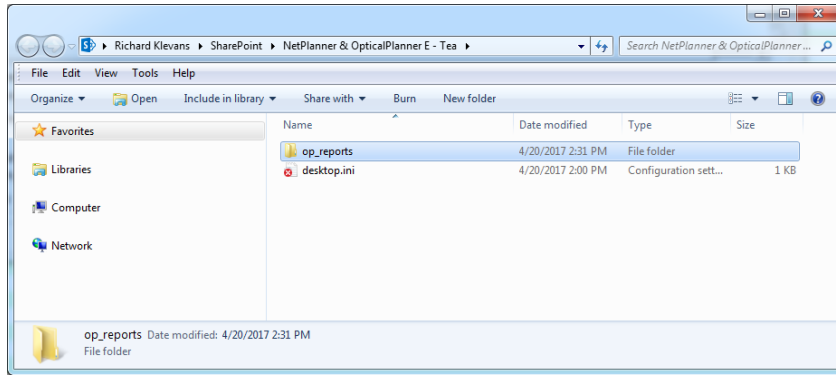 Richard Klevans SharePoint NetPlanner & OpticalPlanner E - Tea Search NetPlanner & OpticalPlanner ...
File Edit View Tools Help
Organize Open Include in library Share with Burn New folder
Favorites
Libraries
Computer
Network
Name Date modified Type Size
op_reports 4/20/2017 2:31 PM File folder
desktop.ini 4/20/2017 2:00 PM Configuration sett... 1 KB
op_reports Date modified: 4/20/2017 2:31 PM
File folder